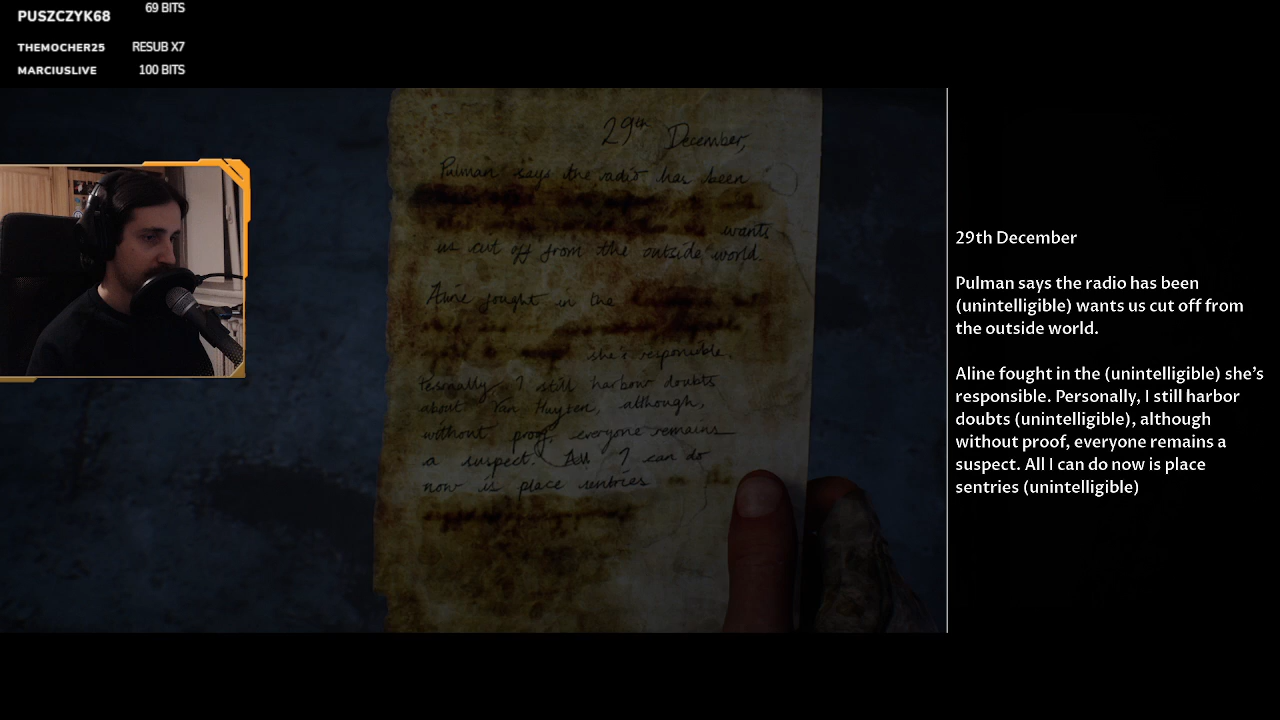 PUSZCZYK68 69 BITS
THEMOCHER25 RESUB X7
MARCIUSLIVE 100 BITS
29th December,
Pulman says the radio has been
wants
us cut off from the outside world.
Aline fought in the
she's responsible.
Personally, I still harbour doubts
about Van Huysen, although,
without proof, everyone remains
a suspect. All I can do
now is place sentries
29th December
Pulman says the radio has been
(unintelligible) wants us cut off from
the outside world.
Aline fought in the (unintelligible) she's
responsible. Personally, I still harbor
doubts (unintelligible), although
without proof, everyone remains a
suspect. All I can do now is place
sentries (unintelligible)